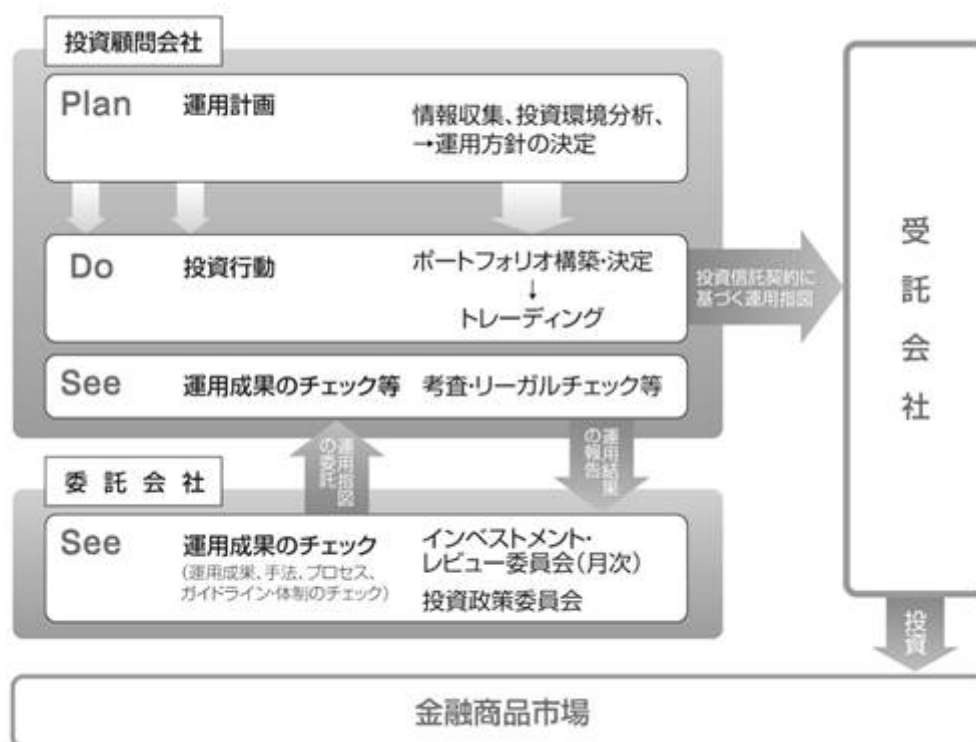 投資顧問会社
Plan
運用計画
情報収集、投資環境分析、
→運用方針の決定
Do
投資行動
ポートフォリオ構築・決定
↓
トレーディング
投資信託契約に
基づく運用指図
See
運用成果のチェック等
考査・リーガルチェック等
運用指図
の委託
運用結果
の報告
委託会社
See
運用成果のチェック
(運用成果、手法、プロセス、
ガイドライン・体制のチェック)
インベストメント・
レビュー委員会(月次)
投資政策委員会
受託会社
投資
金融商品市場